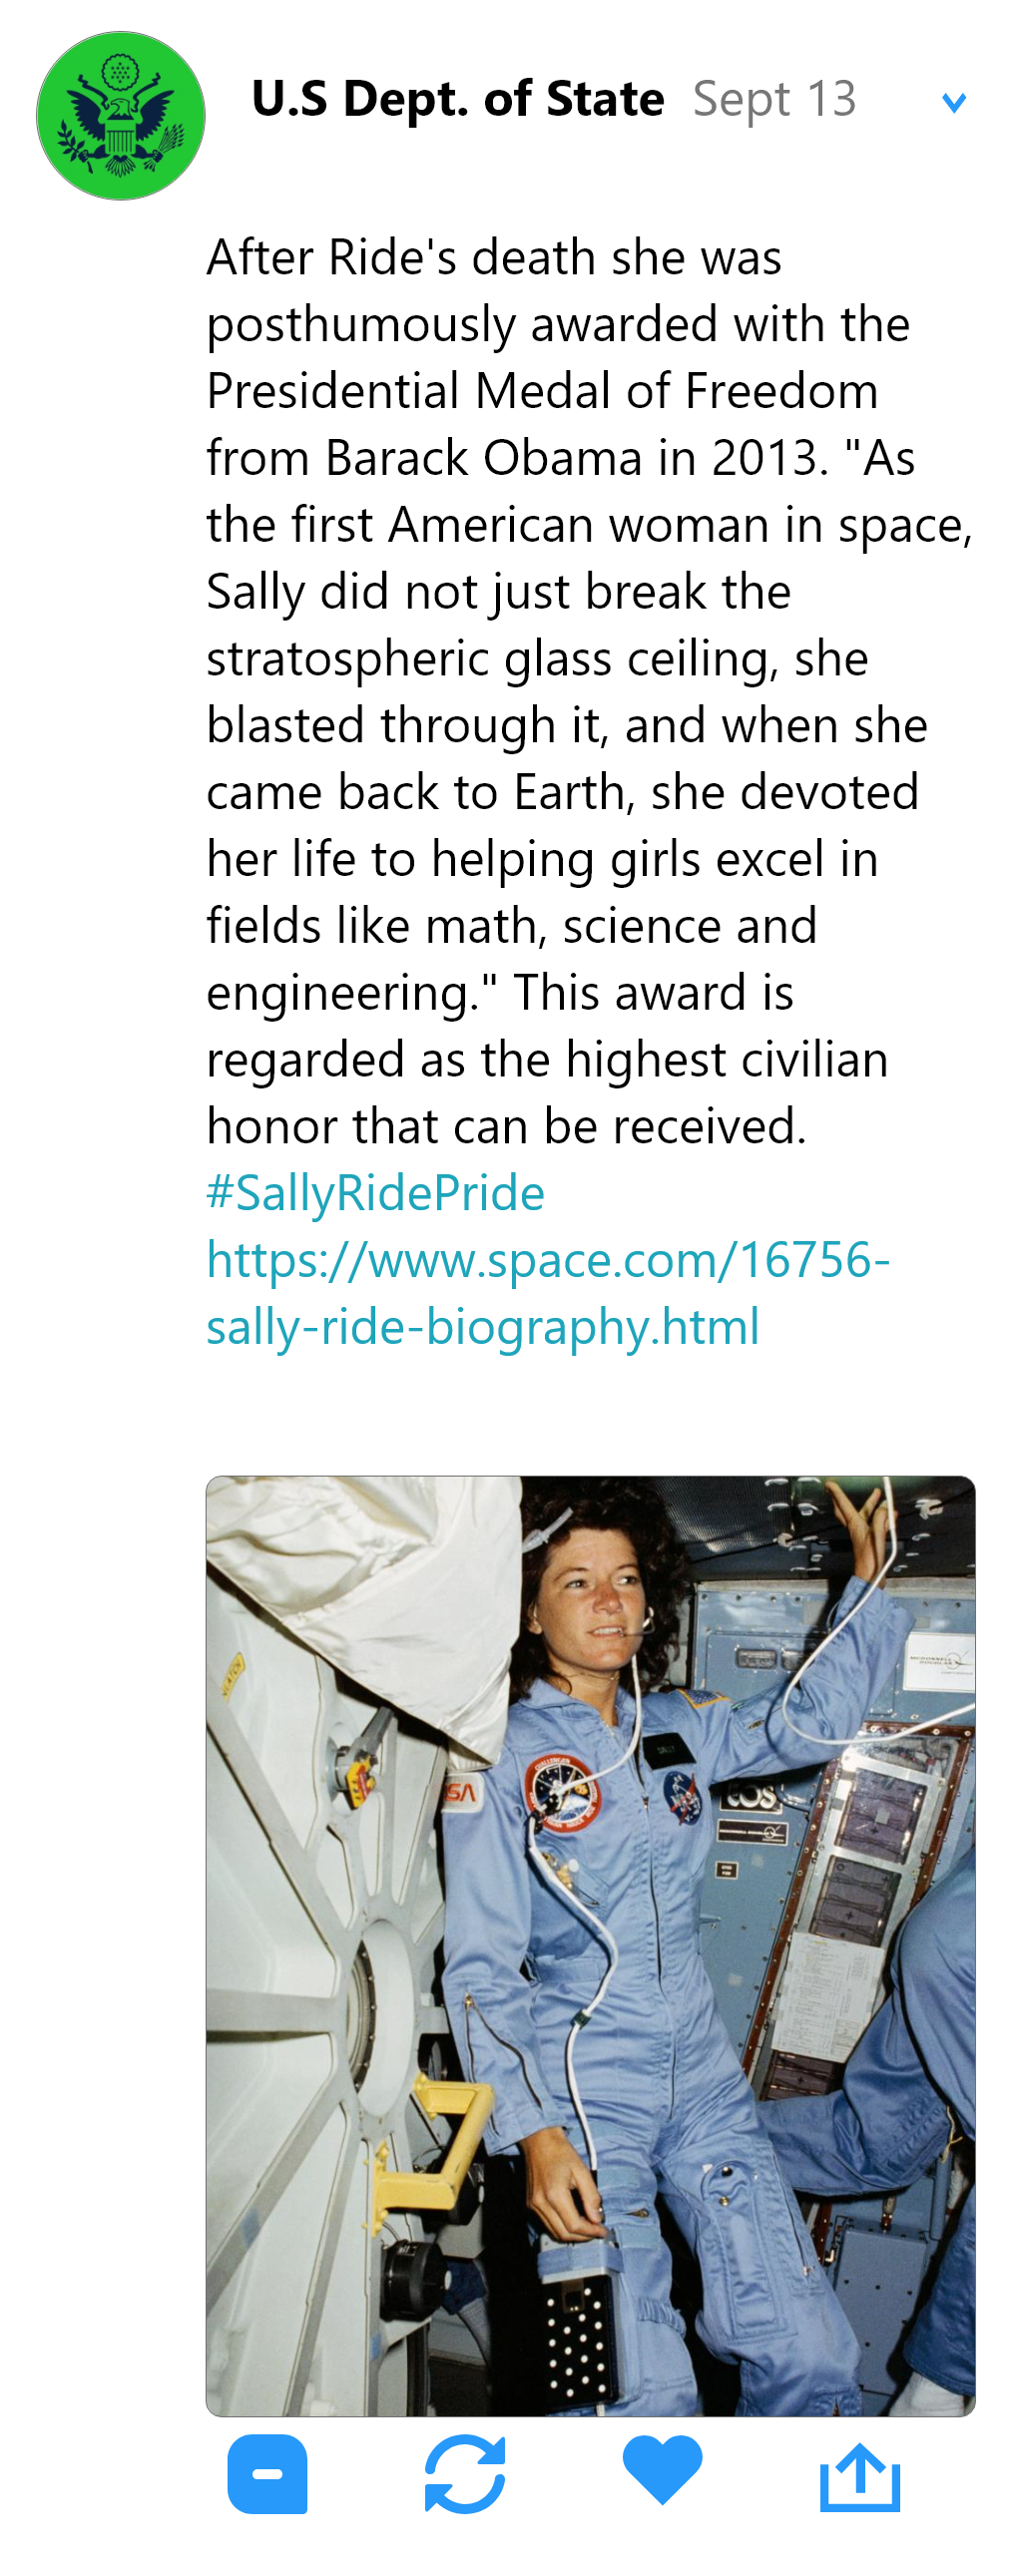 U.S Dept. of State Sept 13
After Ride's death she was
posthumously awarded with the
Presidential Medal of Freedom
from Barack Obama in 2013. "As
the first American woman in space,
Sally did not just break the
stratospheric glass ceiling, she
blasted through it, and when she
came back to Earth, she devoted
her life to helping girls excel in
fields like math, science and
engineering." This award is
regarded as the highest civilian
honor that can be received.
#SallyRidePride
https://www.space.com/16756-
sally-ride-biography.html
MCDONNELL
DOUGLAS
CHALLENGER
SALLY
NASA